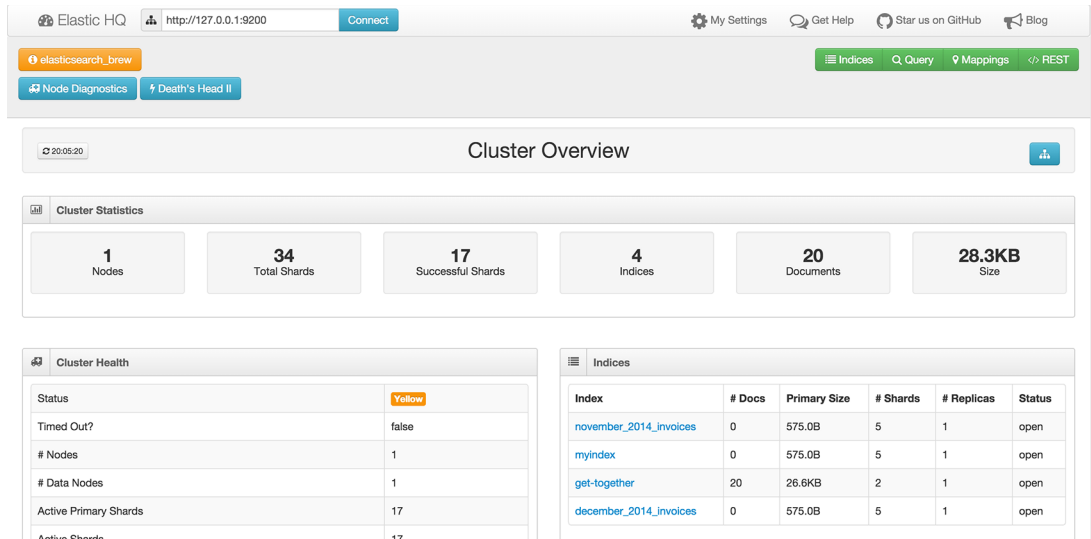 Elastic HQ http://127.0.0.1:9200 Connect My Settings Get Help Star us on GitHub Blog
elasticsearch_brew Indices Query Mappings </> REST
Node Diagnostics Death's Head II
20:05:20 Cluster Overview
Cluster Statistics
1 34 17 4 20 28.3KB
Nodes Total Shards Successful Shards Indices Documents Size
Cluster Health Indices
Status Yellow Index # Docs Primary Size # Shards # Replicas Status
Timed Out? false november_2014_invoices 0 575.0B 5 1 open
# Nodes 1 myindex 0 575.0B 5 1 open
# Data Nodes 1 get-together 20 26.6KB 2 1 open
Active Primary Shards 17 december_2014_invoices 0 575.0B 5 1 open
Active Shards 17